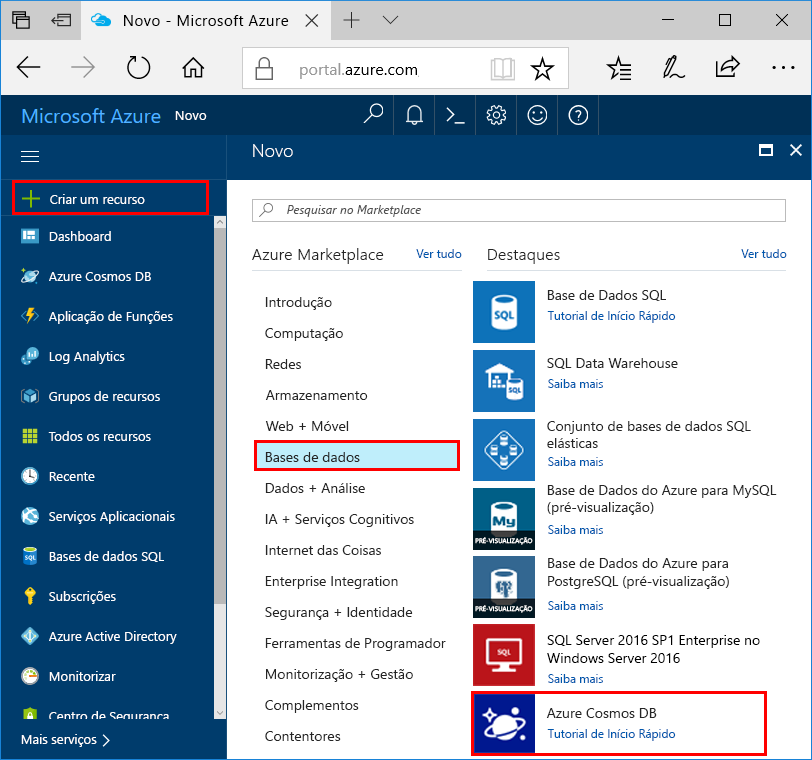 Novo - Microsoft Azure
portal.azure.com
Microsoft Azure Novo
Novo
Criar um recurso
Dashboard
Azure Cosmos DB
Aplicação de Funções
Log Analytics
Grupos de recursos
Todos os recursos
Recente
Serviços Aplicacionais
Bases de dados SQL
SQL
Subscrições
Azure Active Directory
Monitorizar
Centro de Segurança
Mais serviços
Pesquisar no Marketplace
Azure Marketplace Ver tudo
Introdução
Computação
Redes
Armazenamento
Web + Móvel
Bases de dados
Dados + Análise
IA + Serviços Cognitivos
Internet das Coisas
Enterprise Integration
Segurança + Identidade
Ferramentas de Programador
Monitorização + Gestão
Complementos
Contentores
Destaques Ver tudo
SQL
Base de Dados SQL
Tutorial de Início Rápido
SQL
SQL Data Warehouse
Saiba mais
Conjunto de bases de dados SQL
elásticas
Saiba mais
My
PRÉ-VISUALIZAÇÃO
Base de Dados do Azure para MySQL
(pré-visualização)
Saiba mais
PRÉ-VISUALIZAÇÃO
Base de Dados do Azure para
PostgreSQL (pré-visualização)
Saiba mais
SQL
SQL Server 2016 SP1 Enterprise no
Windows Server 2016
Saiba mais
Azure Cosmos DB
Tutorial de Início Rápido